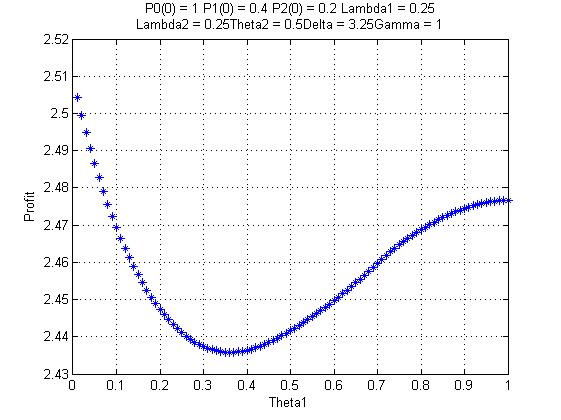 P0(0) = 1 P1(0) = 0.4 P2(0) = 0.2 Lambda1 = 0.25
Lambda2 = 0.25Theta2 = 0.5Delta = 3.25Gamma = 1
2.52
2.51
2.5
2.49
2.48
2.47
2.46
2.45
2.44
2.43
Profit
0 0.1 0.2 0.3 0.4 0.5 0.6 0.7 0.8 0.9 1
Theta1